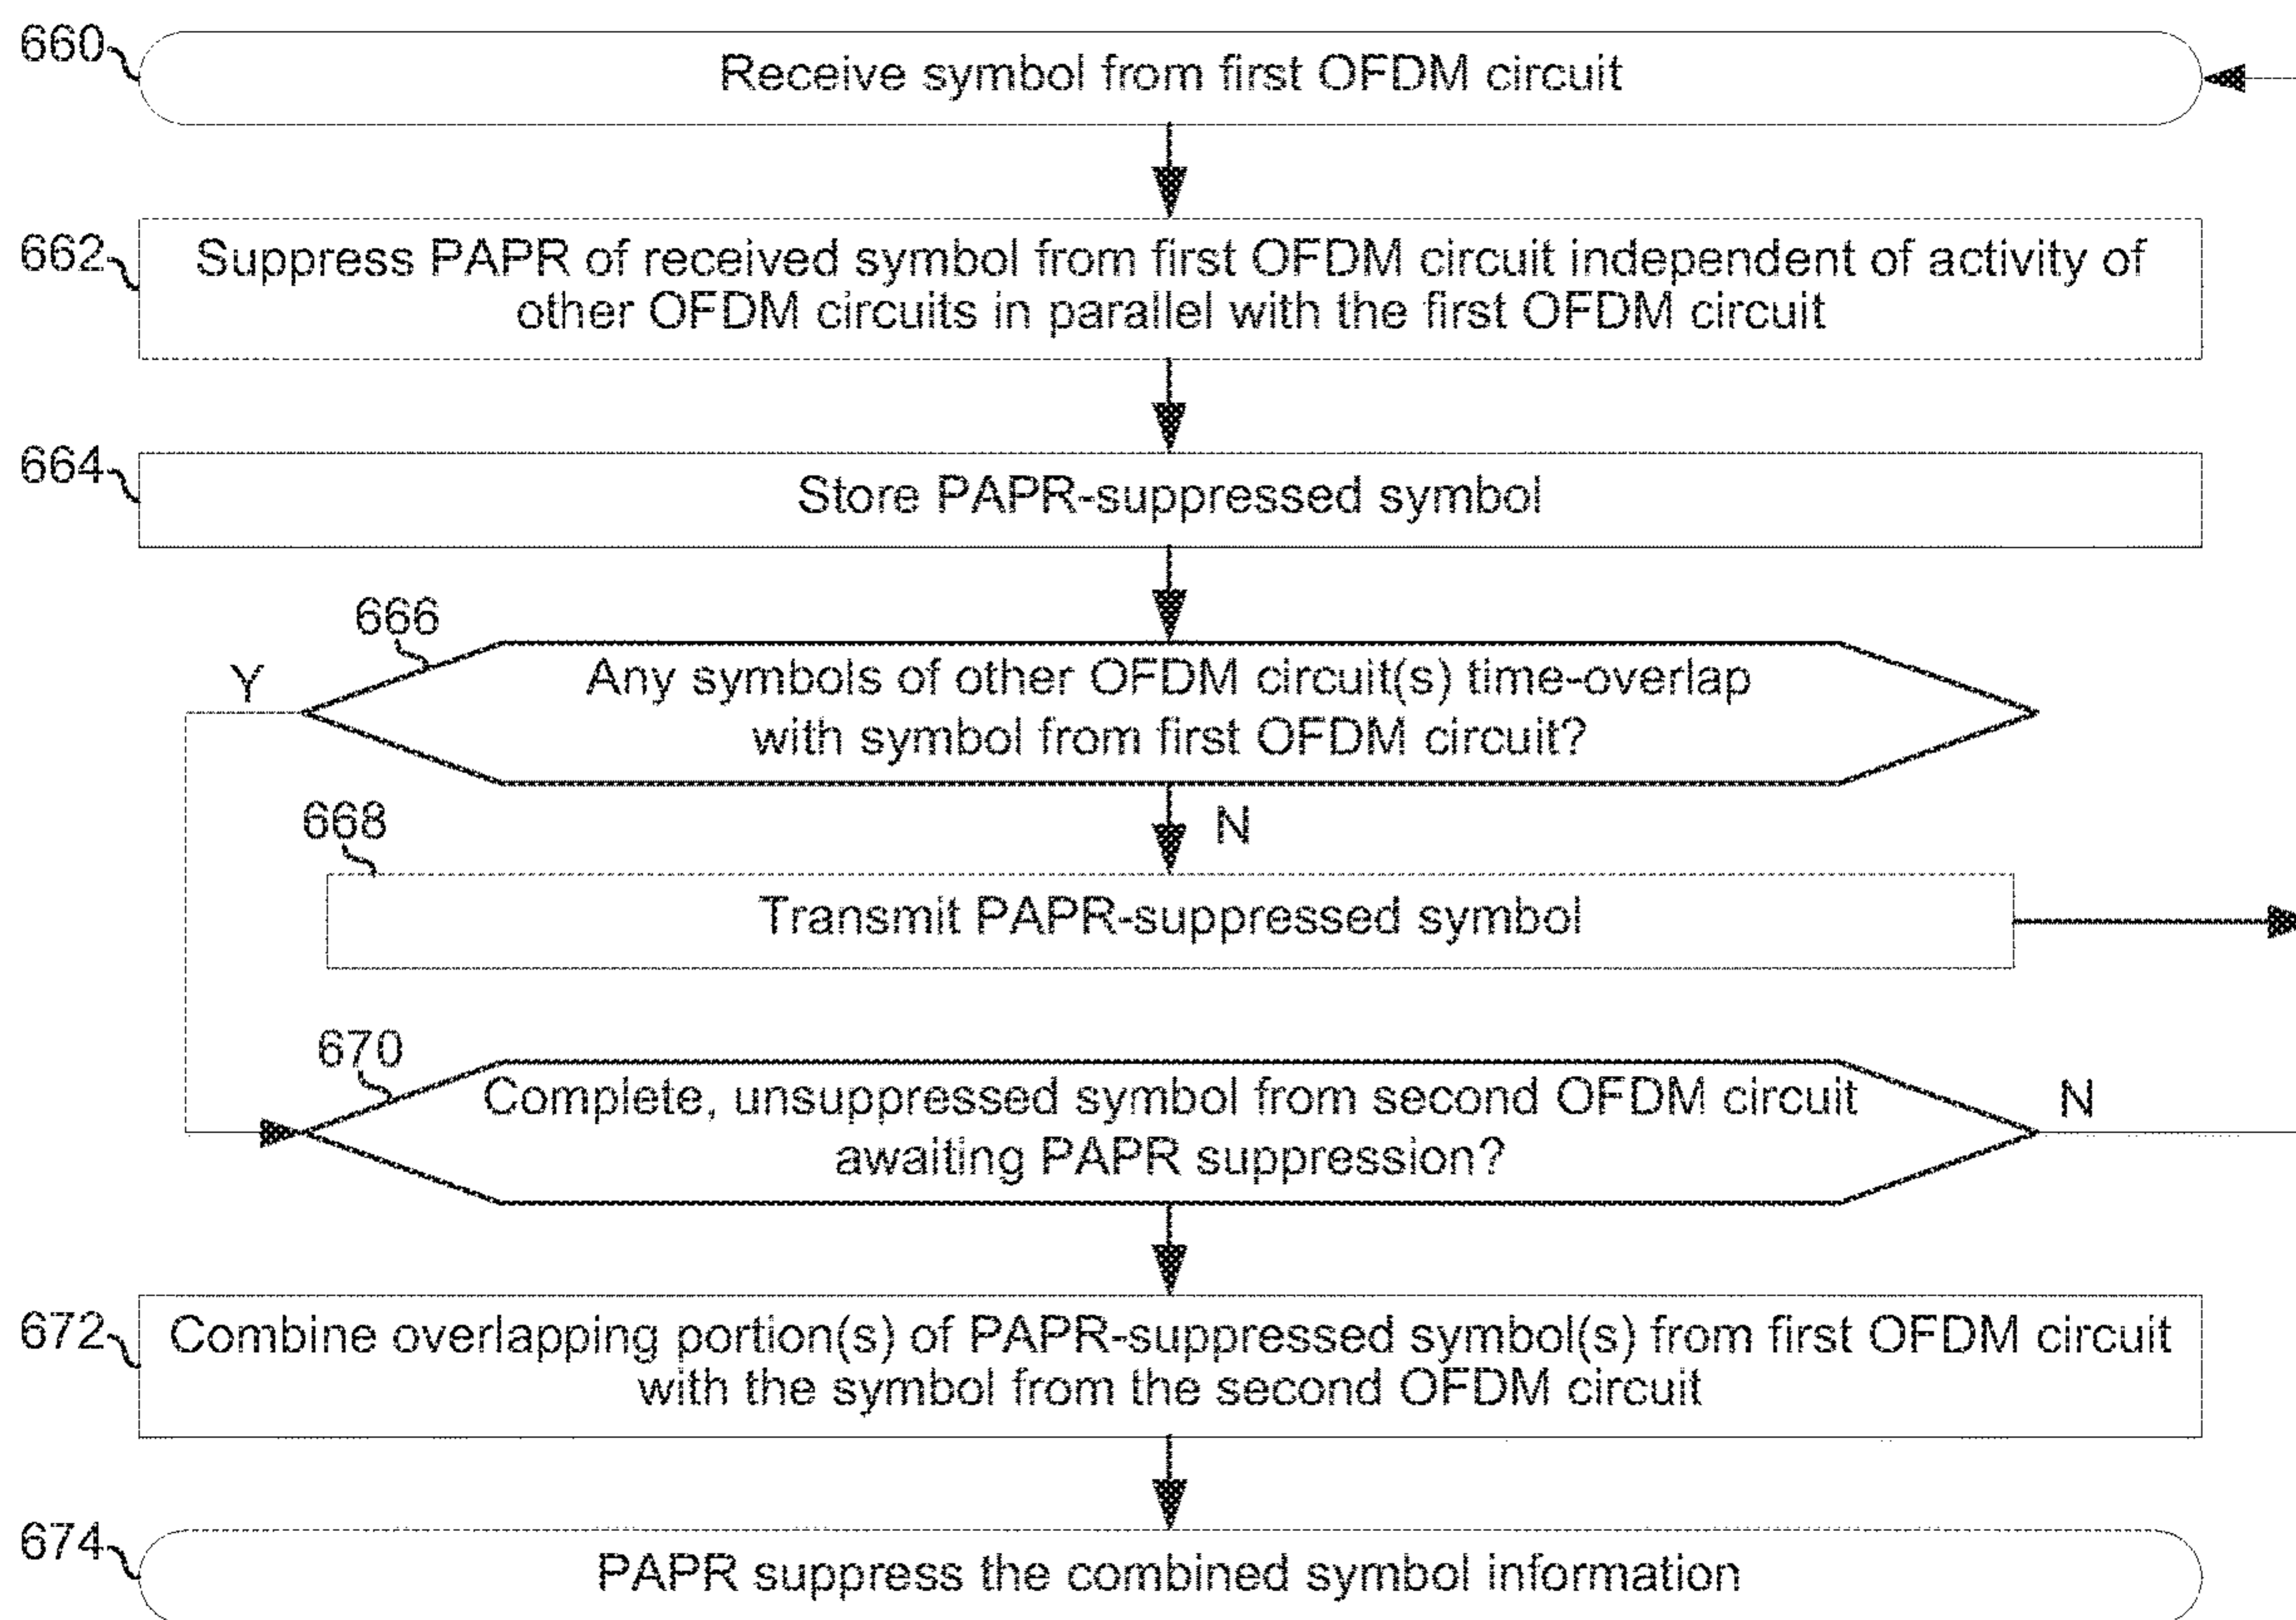 660
Receive symbol from first OFDM circuit
662
Suppress PAPR of received symbol from first OFDM circuit independent of activity of
other OFDM circuits in parallel with the first OFDM circuit
664
Store PAPR-suppressed symbol
666
Y
Any symbols of other OFDM circuit(s) time-overlap
with symbol from first OFDM circuit?
668
N
Transmit PAPR-suppressed symbol
670
Complete, unsuppressed symbol from second OFDM circuit
awaiting PAPR suppression?
N
672
Combine overlapping portion(s) of PAPR-suppressed symbol(s) from first OFDM circuit
with the symbol from the second OFDM circuit
674
PAPR suppress the combined symbol information